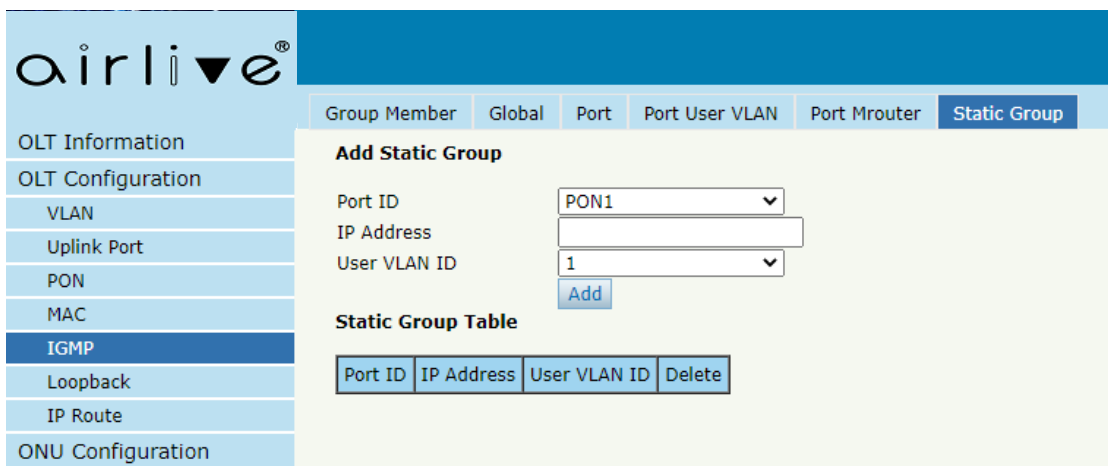 airlive®
Group Member Global Port Port User VLAN Port Mrouter Static Group
OLT Information
OLT Configuration
VLAN
Uplink Port
PON
MAC
IGMP
Loopback
IP Route
ONU Configuration
Add Static Group
Port ID PON1
IP Address
User VLAN ID 1
Add
Static Group Table
Port ID IP Address User VLAN ID Delete